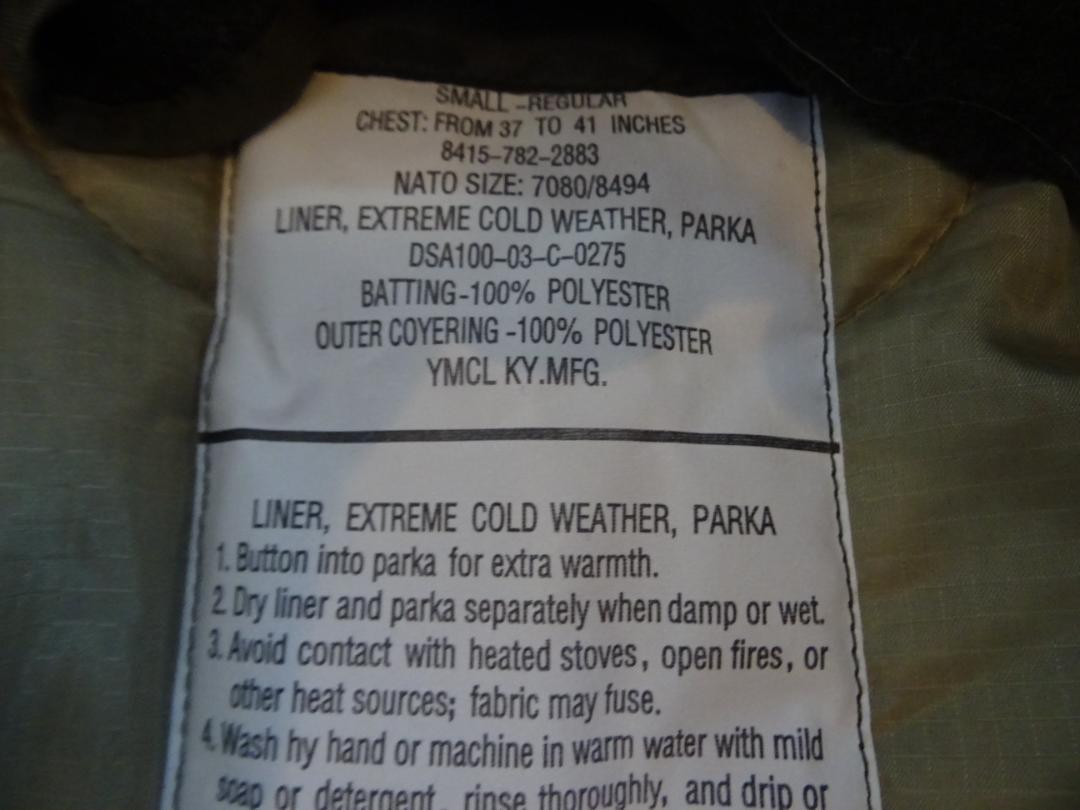 SMALL -REGULAR
CHEST: FROM 37 TO 41 INCHES
8415-782-2883
NATO SIZE: 7080/8494
LINER, EXTREME COLD WEATHER, PARKA
DSA100-03-C-0275
BATTING-100% POLYESTER
OUTER COYERING -100% POLYESTER
YMCL KY.MFG.
LINER, EXTREME COLD WEATHER, PARKA
1. Button into parka for extra warmth.
2. Dry liner and parka separately when damp or wet.
3. Avoid contact with heated stoves, open fires, or
other heat sources; fabric may fuse.
4. Wash hy hand or machine in warm water with mild
soap or detergent, rinse thoroughly, and drip or